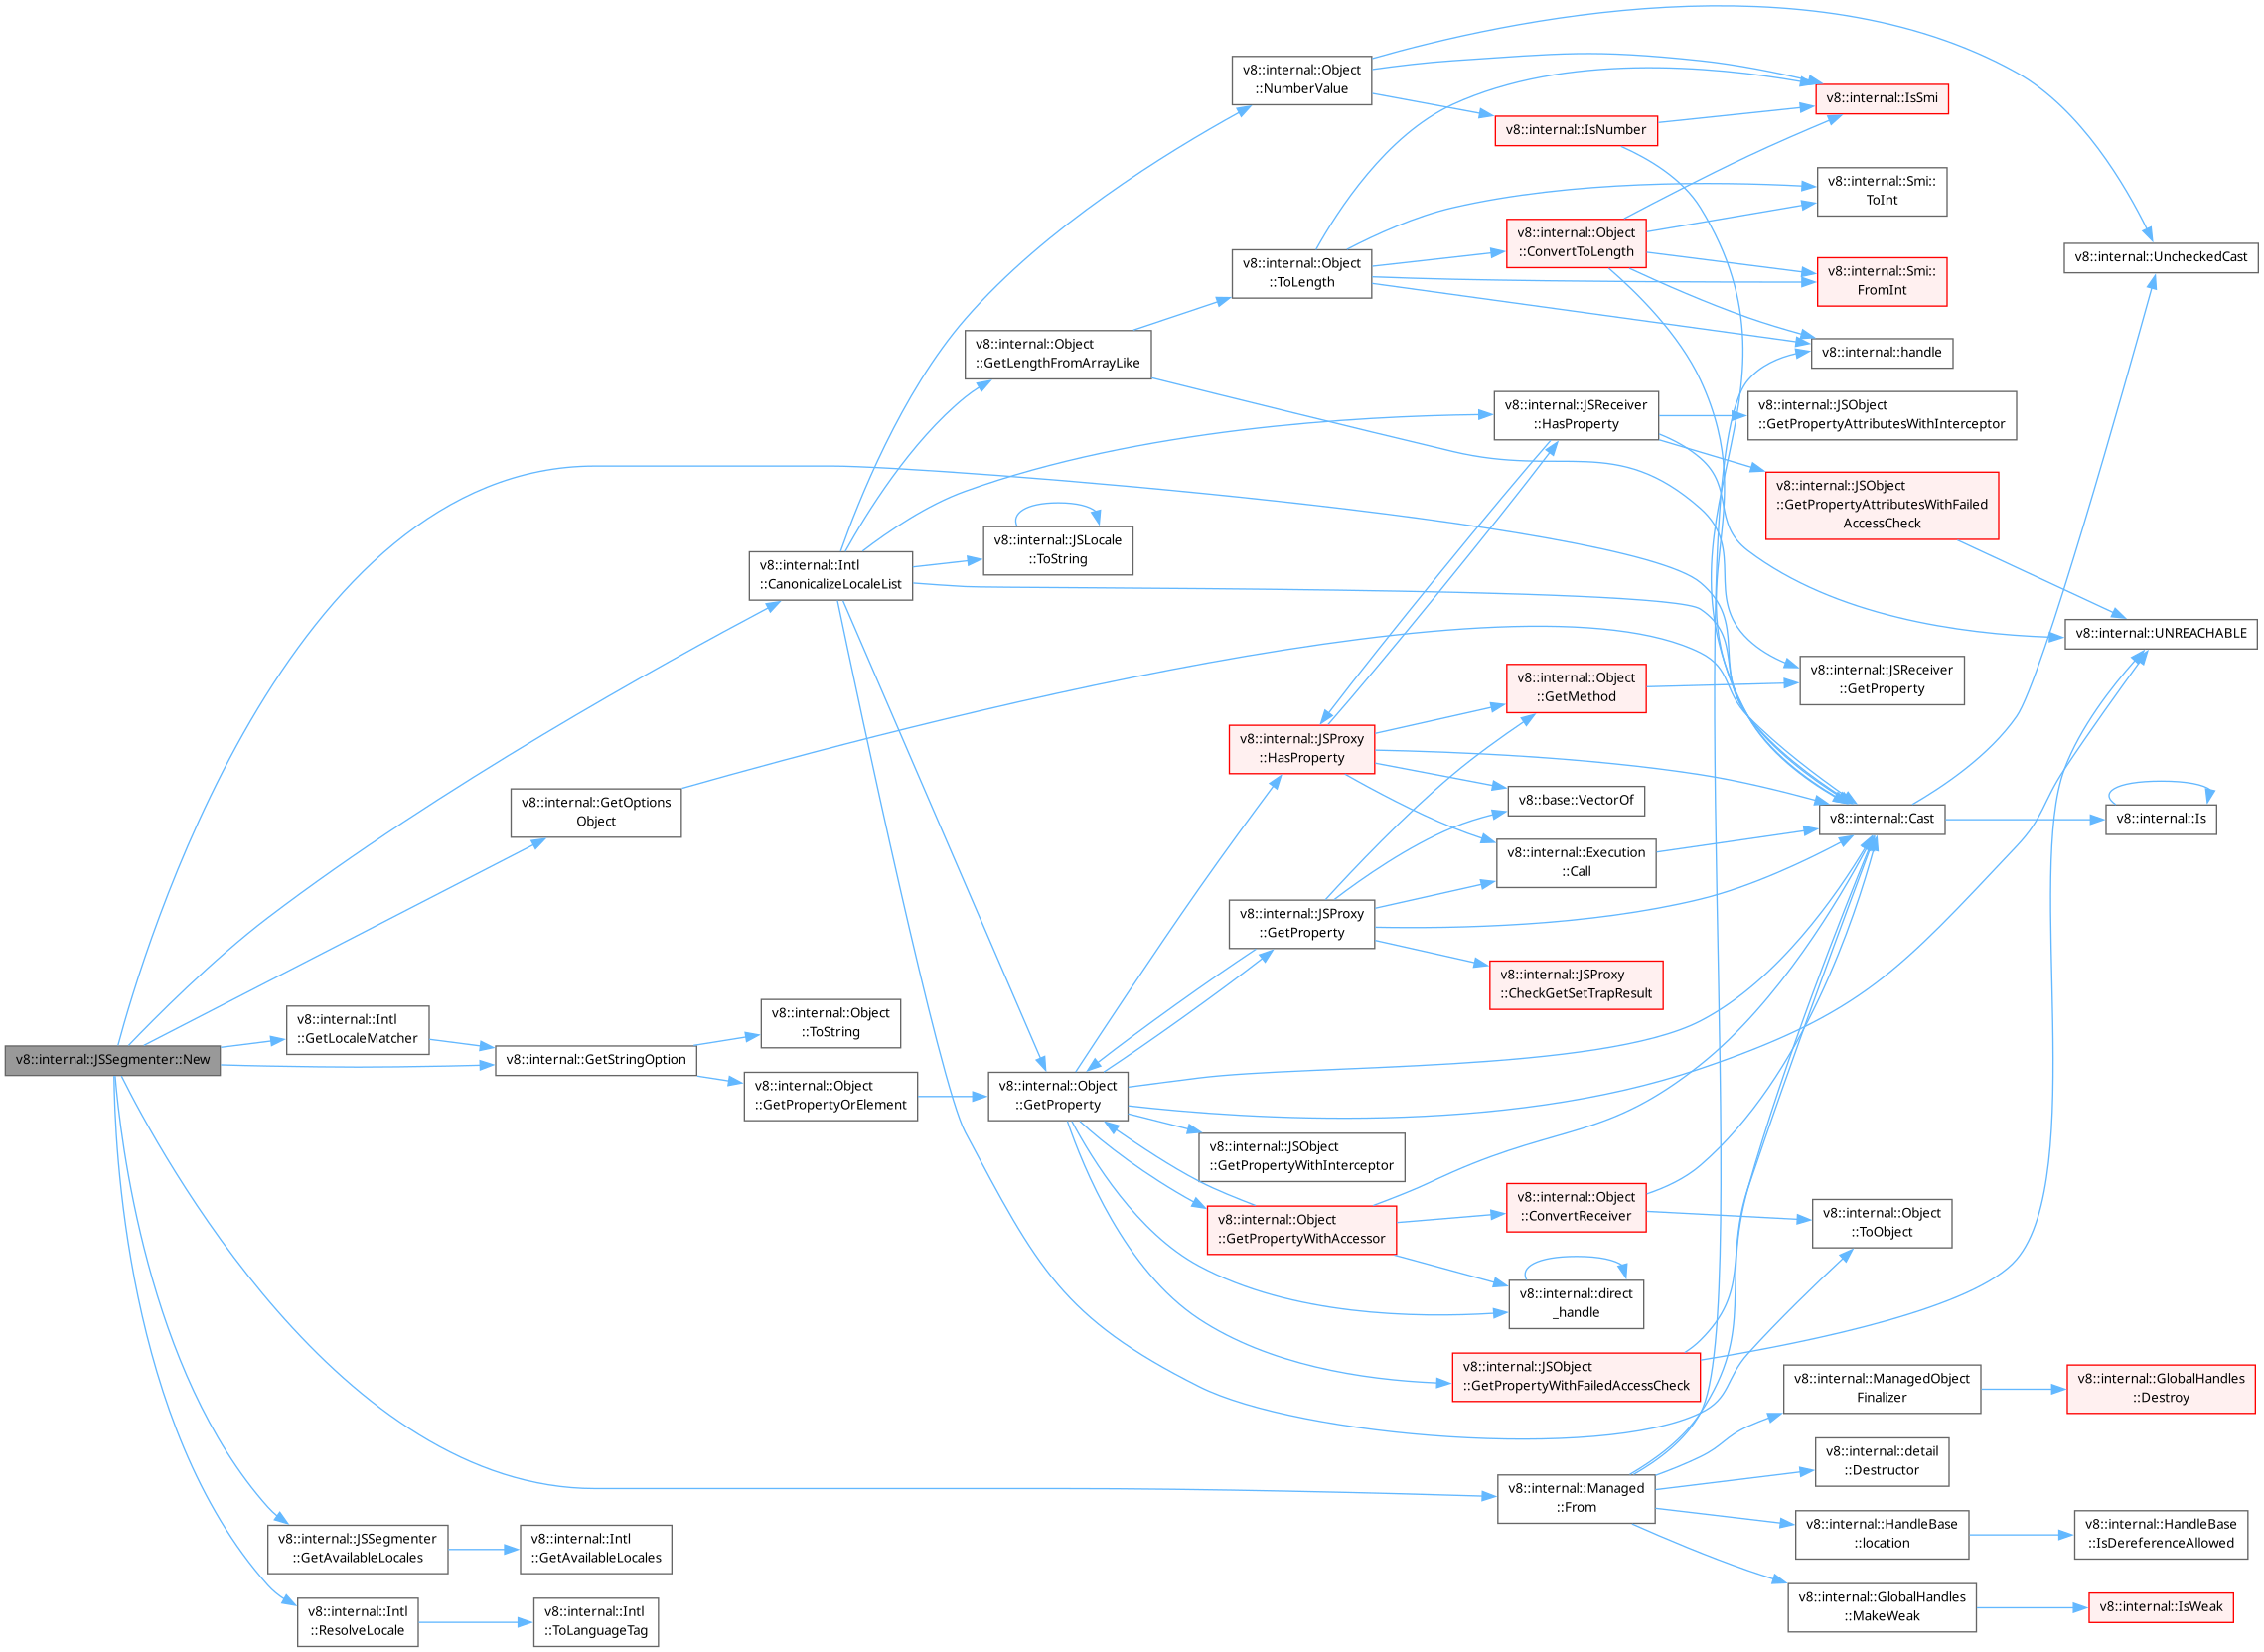 v8::internal::JSSegmenter::New
v8::internal::Intl
::GetLocaleMatcher
v8::internal::JSSegmenter
::GetAvailableLocales
v8::internal::Intl
::ResolveLocale
v8::internal::GetOptions
Object
v8::internal::GetStringOption
v8::internal::Intl
::GetAvailableLocales
v8::internal::Intl
::ToLanguageTag
v8::internal::Intl
::CanonicalizeLocaleList
v8::internal::Object
::ToString
v8::internal::Object
::GetPropertyOrElement
v8::internal::Object
::GetLengthFromArrayLike
v8::internal::JSLocale
::ToString
v8::internal::Object
::GetProperty
v8::internal::Object
::NumberValue
v8::internal::Object
::ToLength
v8::internal::JSProxy
::HasProperty
v8::internal::JSProxy
::GetProperty
v8::internal::JSObject
::GetPropertyWithInterceptor
v8::internal::Object
::GetPropertyWithAccessor
v8::internal::IsNumber
v8::internal::Object
::ConvertToLength
v8::internal::JSReceiver
::HasProperty
v8::internal::Object
::GetMethod
v8::base::VectorOf
v8::internal::Execution
::Call
v8::internal::JSProxy
::CheckGetSetTrapResult
v8::internal::Object
::ConvertReceiver
v8::internal::direct
_handle
v8::internal::JSObject
::GetPropertyWithFailedAccessCheck
v8::internal::Managed
::From
v8::internal::IsSmi
v8::internal::Smi::
ToInt
v8::internal::Smi::
FromInt
v8::internal::handle
v8::internal::JSObject
::GetPropertyAttributesWithInterceptor
v8::internal::JSObject
::GetPropertyAttributesWithFailed
AccessCheck
v8::internal::JSReceiver
::GetProperty
v8::internal::Cast
v8::internal::Object
::ToObject
v8::internal::ManagedObject
Finalizer
v8::internal::detail
::Destructor
v8::internal::HandleBase
::location
v8::internal::GlobalHandles
::MakeWeak
v8::internal::UncheckedCast
v8::internal::UNREACHABLE
v8::internal::Is
v8::internal::GlobalHandles
::Destroy
v8::internal::HandleBase
::IsDereferenceAllowed
v8::internal::IsWeak